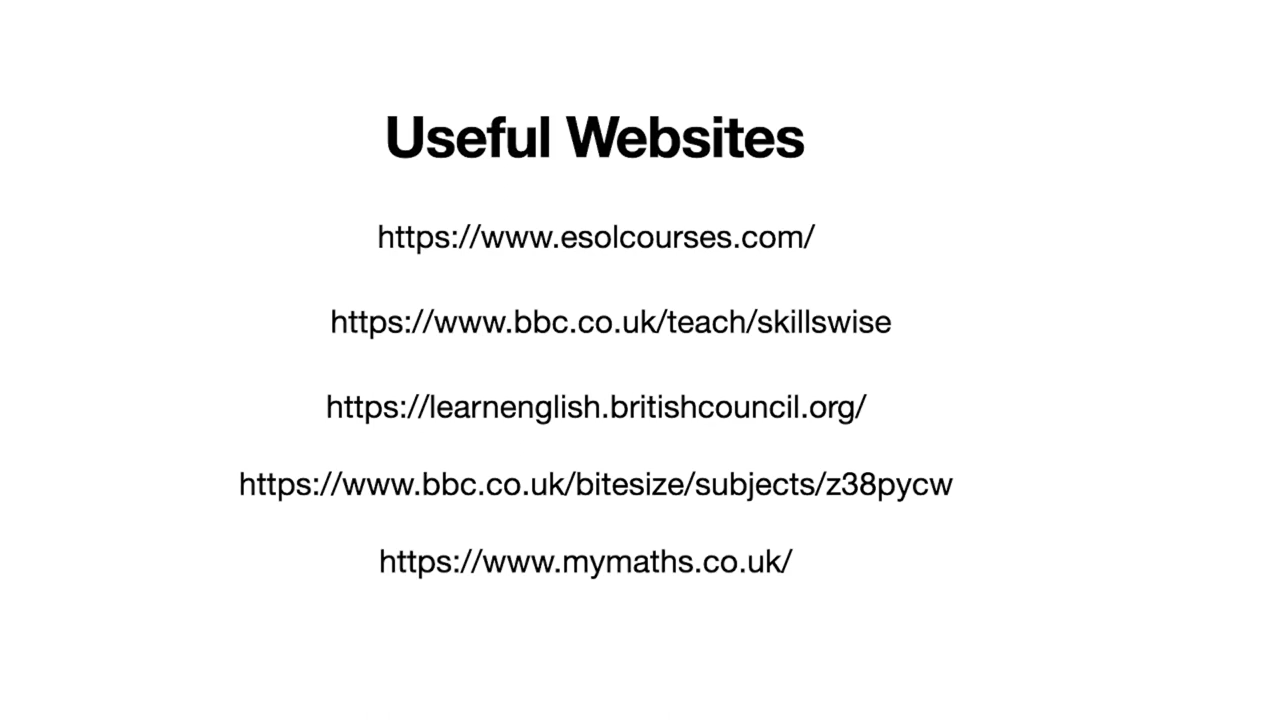 Useful Websites
https://www.esolcourses.com/
https://www.bbc.co.uk/teach/skillswise
https://learnenglish.britishcouncil.org/
https://www.bbc.co.uk/bitesize/subjects/z38pycw
https://www.mymaths.co.uk/